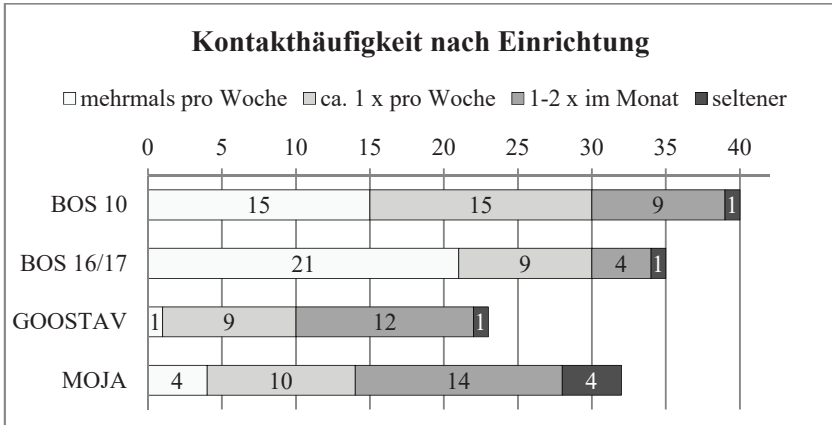 Kontakthäufigkeit nach Einrichtung
mehrmals pro Woche ca. 1 x pro Woche 1-2 x im Monat seltener
0 5 10 15 20 25 30 35 40
BOS 10 15 15 9 1
BOS 16/17 21 9 4 1
GOOSTAV 1 9 12 1
MOJA 4 10 14 4